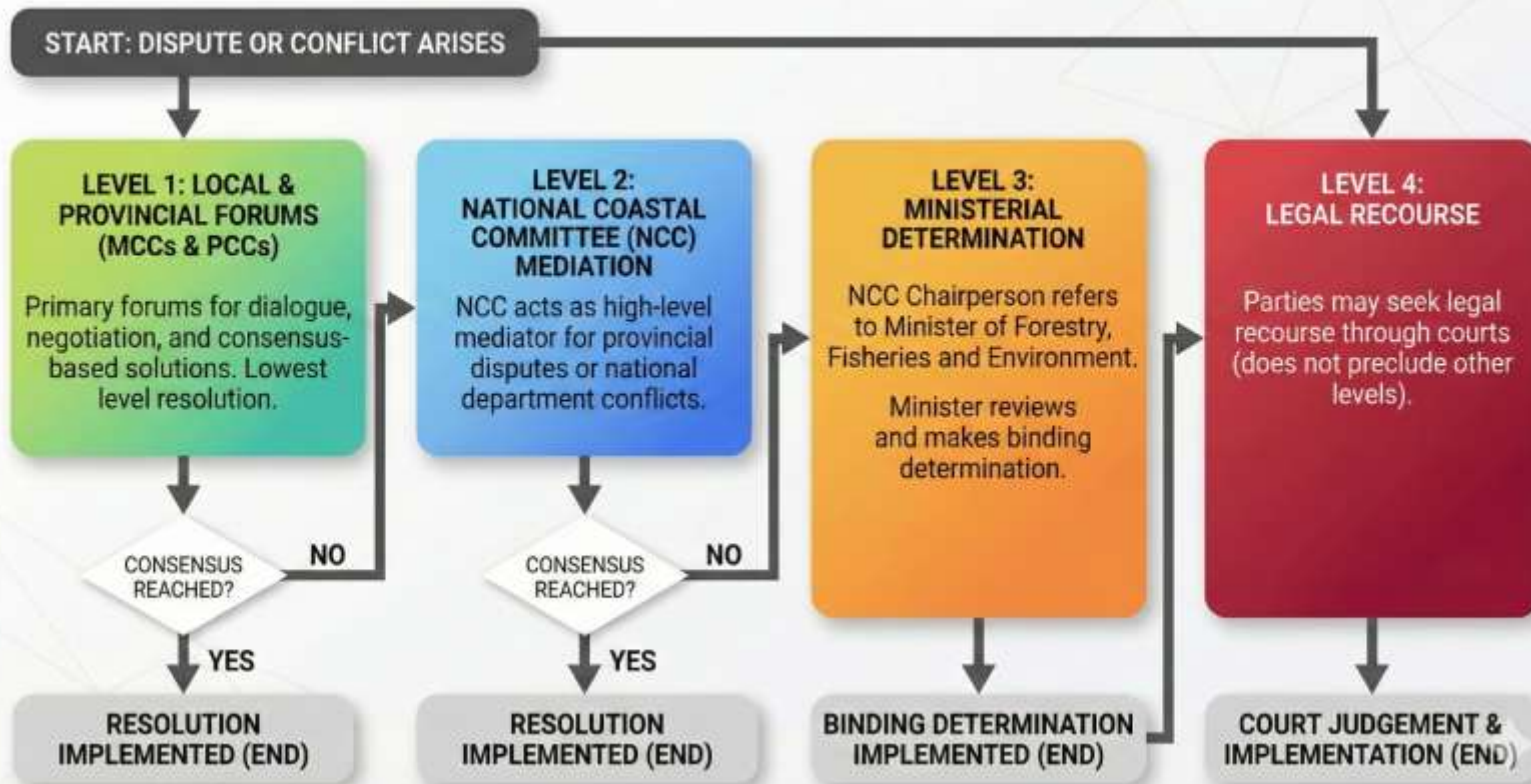 START: DISPUTE OR CONFLICT ARISES
LEVEL 1: LOCAL &
PROVINCIAL FORUMS
(MCCs & PCCs)
Primary forums for dialogue,
negotiation, and consensus-
based solutions. Lowest
level resolution.
CONSENSUS
REACHED?
NO
YES
RESOLUTION
IMPLEMENTED (END)
LEVEL 2:
NATIONAL COASTAL
COMMITTEE (NCC)
MEDIATION
NCC acts as high-level
mediator for provincial
disputes or national
department conflicts.
CONSENSUS
REACHED?
NO
YES
RESOLUTION
IMPLEMENTED (END)
LEVEL 3:
MINISTERIAL
DETERMINATION
NCC Chairperson refers
to Minister of Forestry,
Fisheries and Environment.
Minister reviews
and makes binding
determination.
BINDING DETERMINATION
IMPLEMENTED (END)
LEVEL 4:
LEGAL RECOURSE
Parties may seek legal
recourse through courts
(does not preclude other
levels).
COURT JUDGEMENT &
IMPLEMENTATION (END)